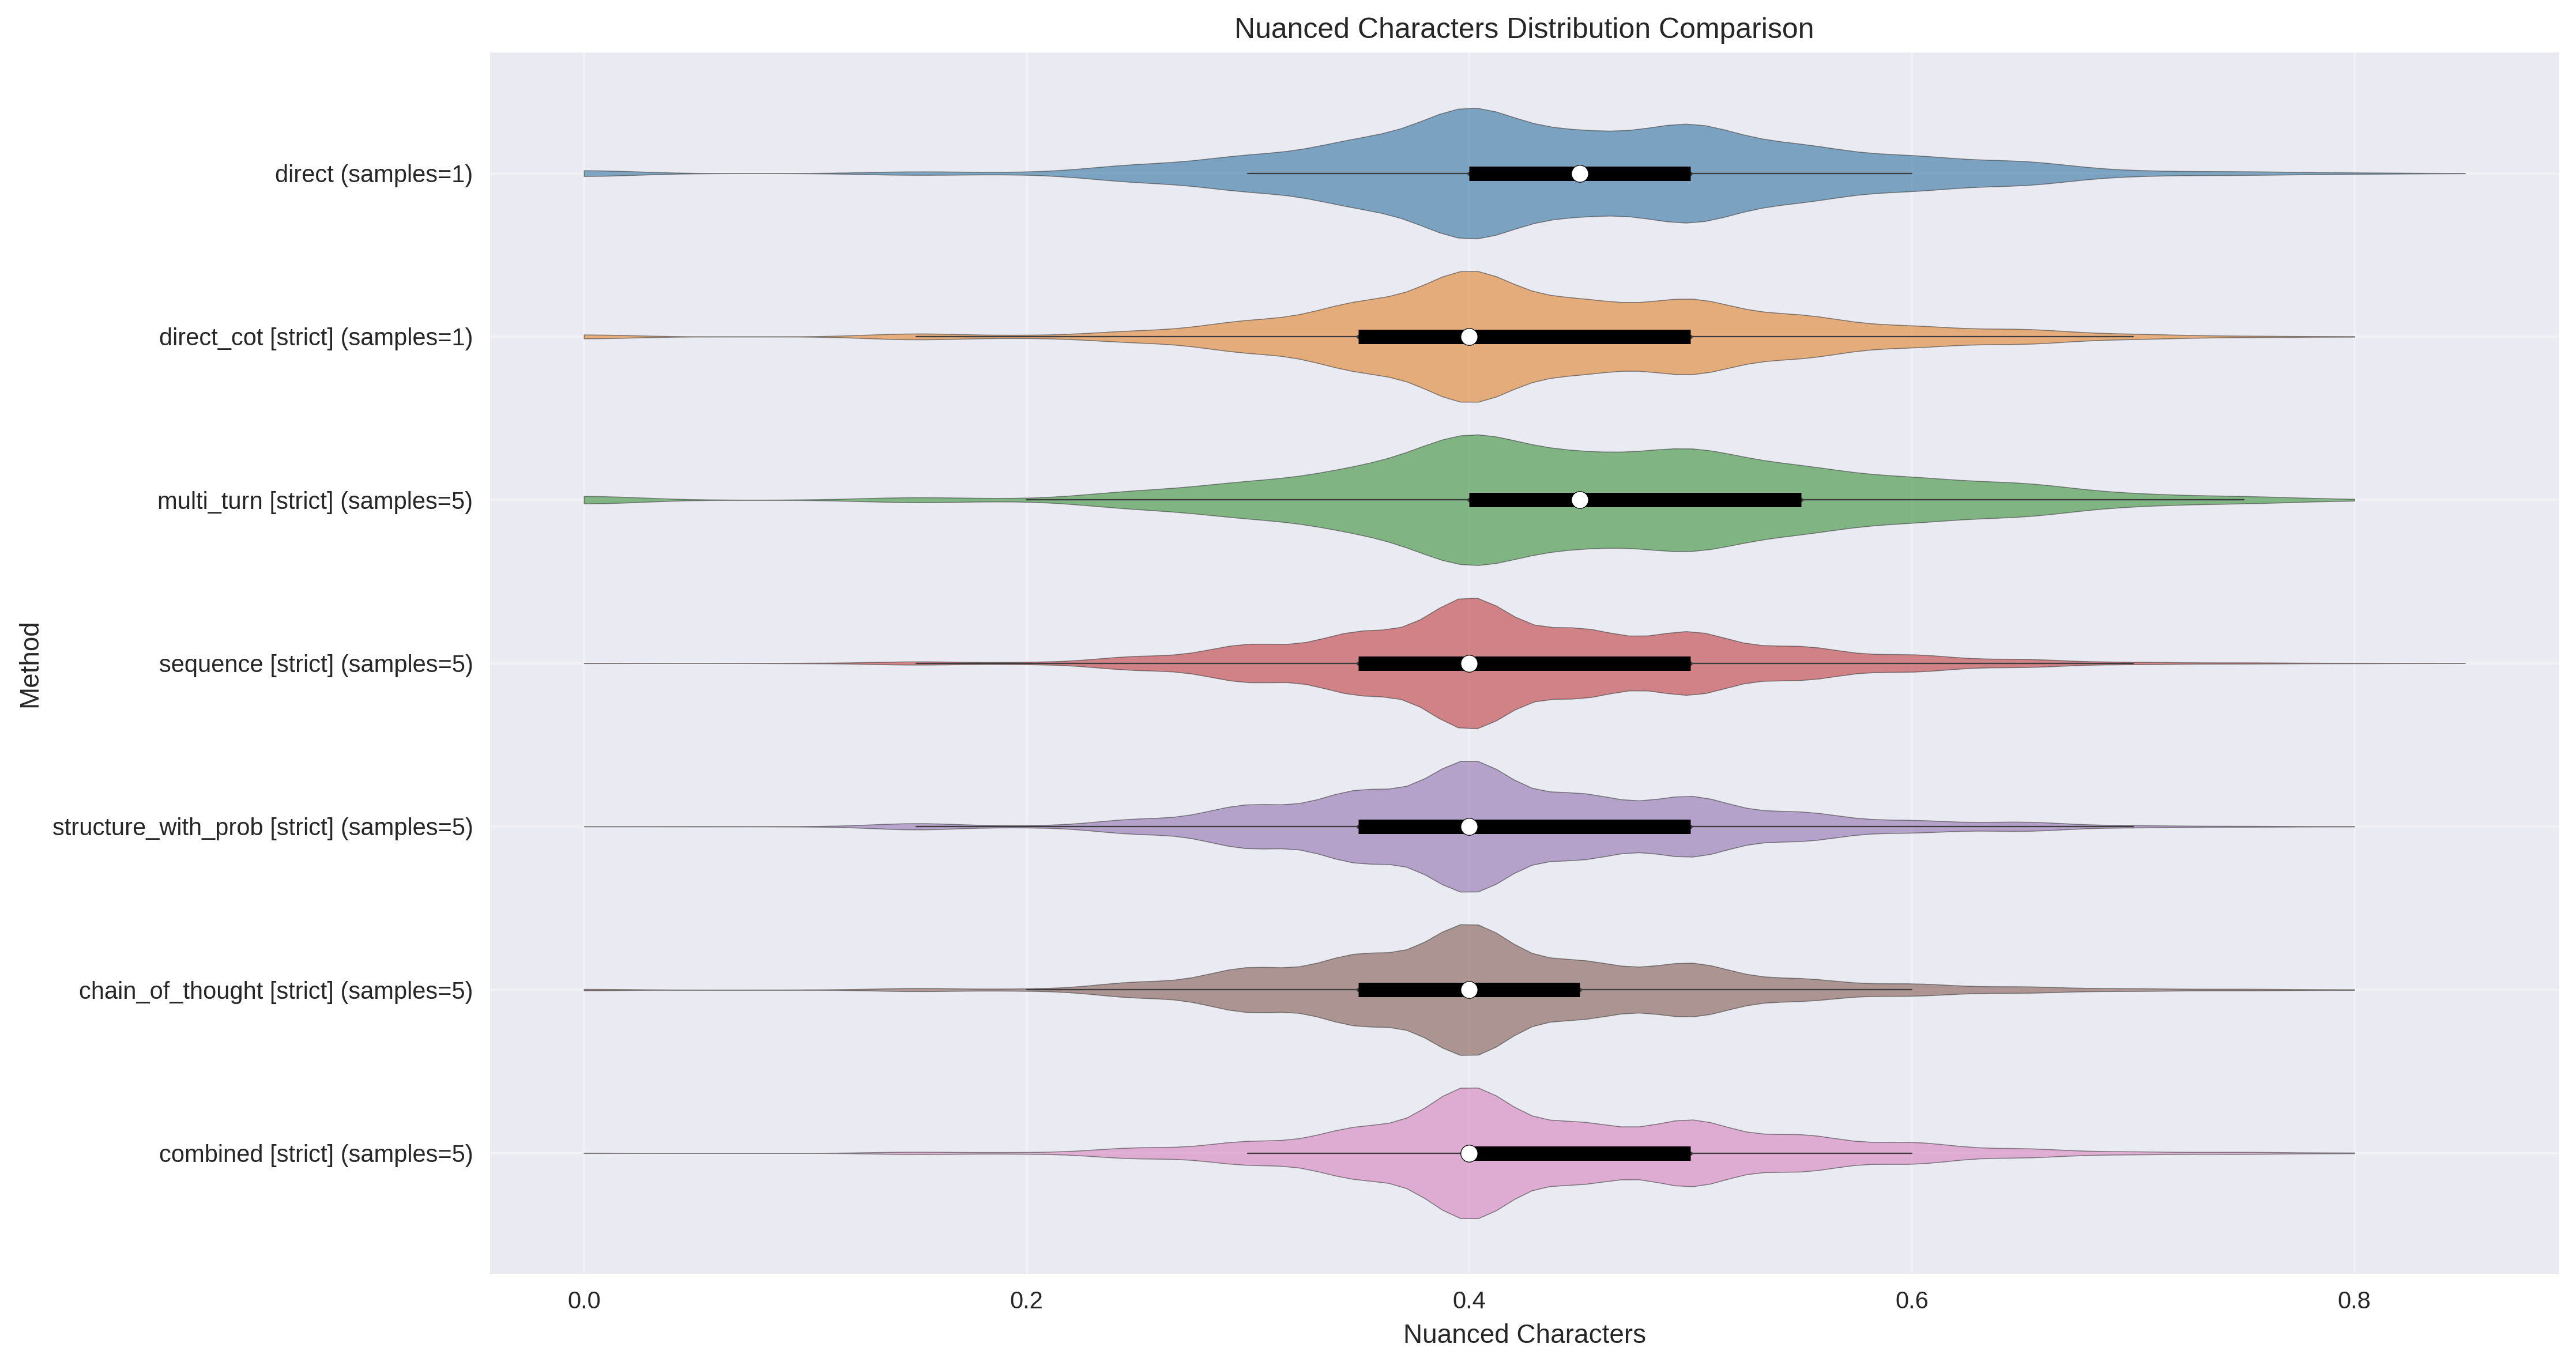 Nuanced Characters Distribution Comparison
direct (samples=1)
direct_cot [strict] (samples=1)
multi_turn [strict] (samples=5)
sequence [strict] (samples=5)
structure_with_prob [strict] (samples=5)
chain_of_thought [strict] (samples=5)
combined [strict] (samples=5)
Method
0.0 0.2 0.4 0.6 0.8
Nuanced Characters